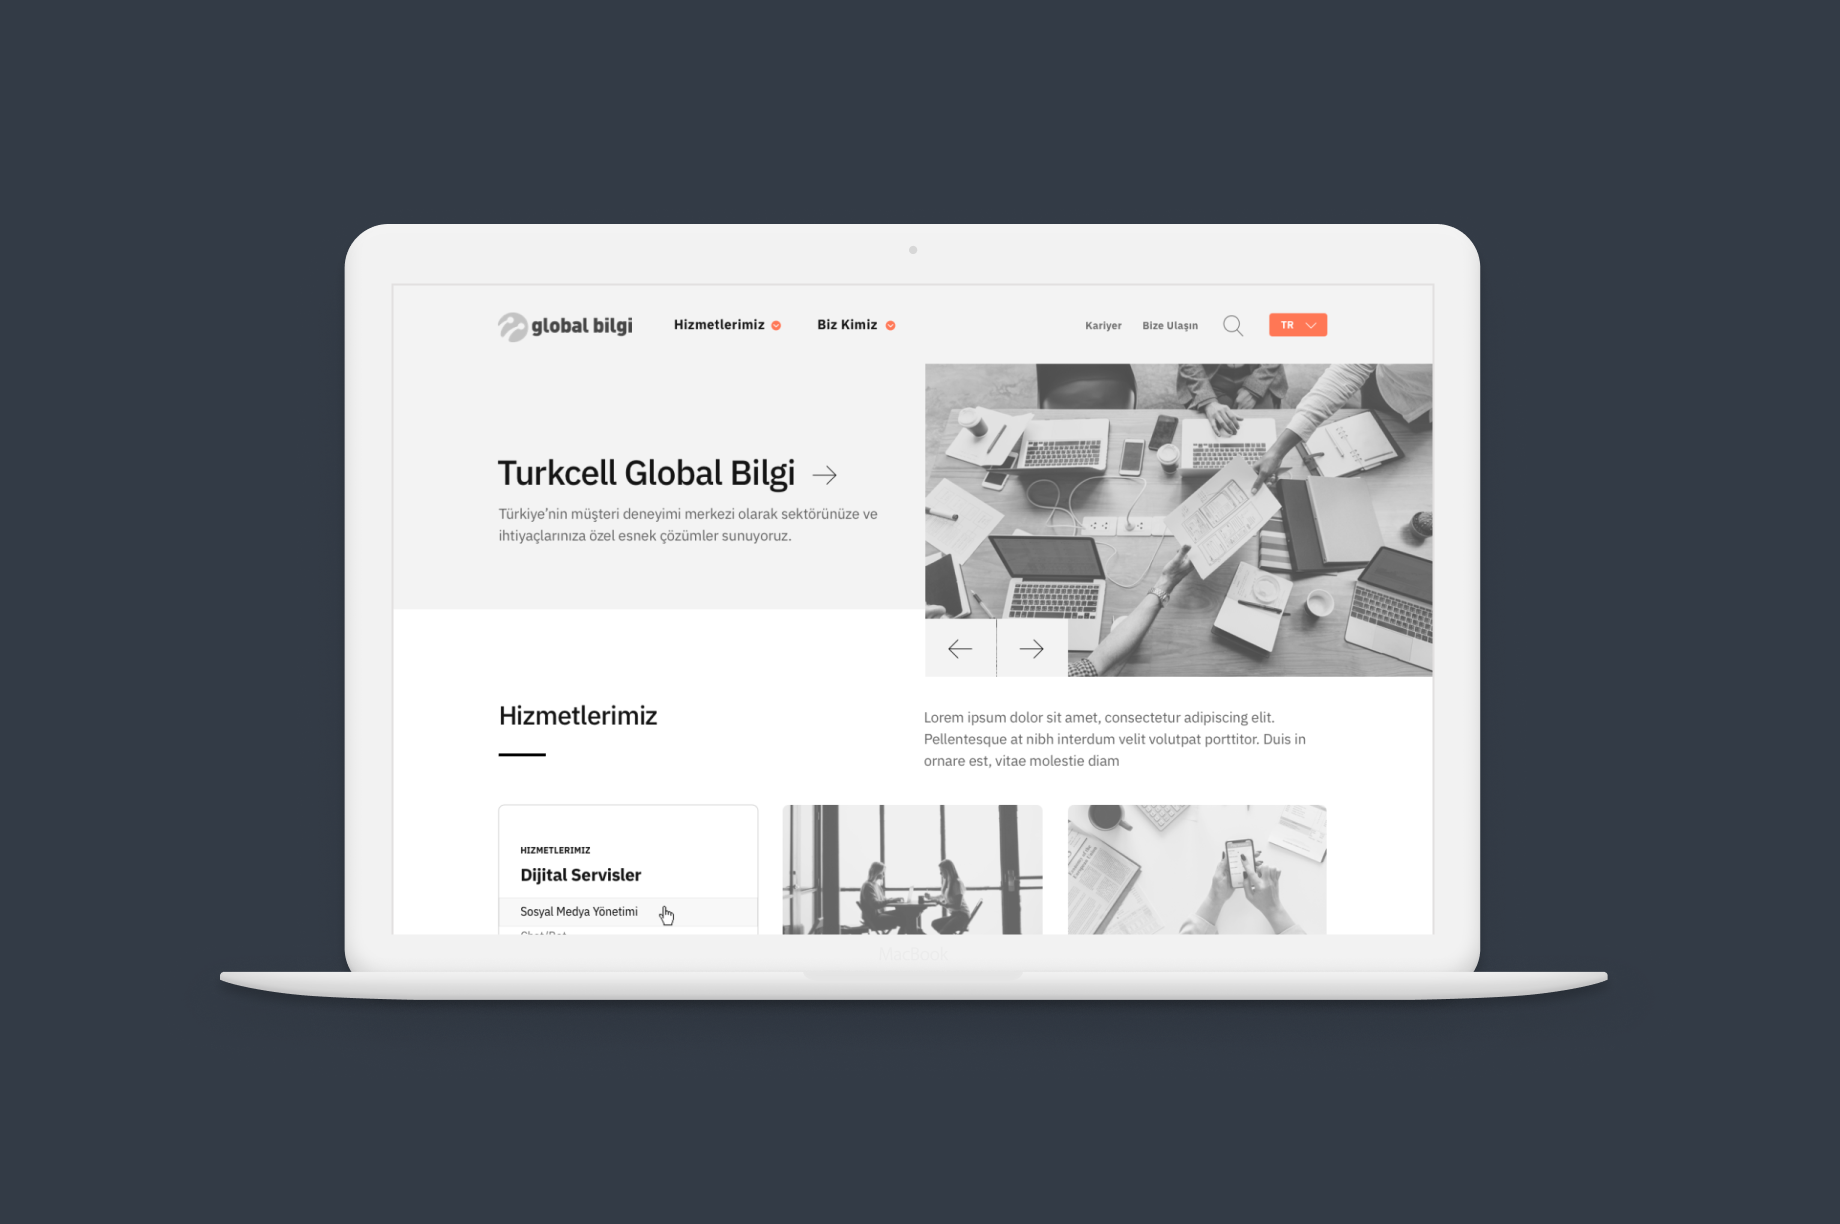 global bilgi
Hizmetlerimiz
Biz Kimiz
Kariyer
Bize Ulaşın
TR
Turkcell Global Bilgi
Türkiye’nin müşteri deneyimi merkezi olarak sektörünüze ve
ihtiyaçlarınıza özel esnek çözümler sunuyoruz.
Hizmetlerimiz
Lorem ipsum dolor sit amet, consectetur adipiscing elit.
Pellentesque at nibh interdum velit volutpat porttitor. Duis in
ornare est, vitae molestie diam
HIZMETLERIMIZ
Dijital Servisler
Sosyal Medya Yönetimi
MacBook